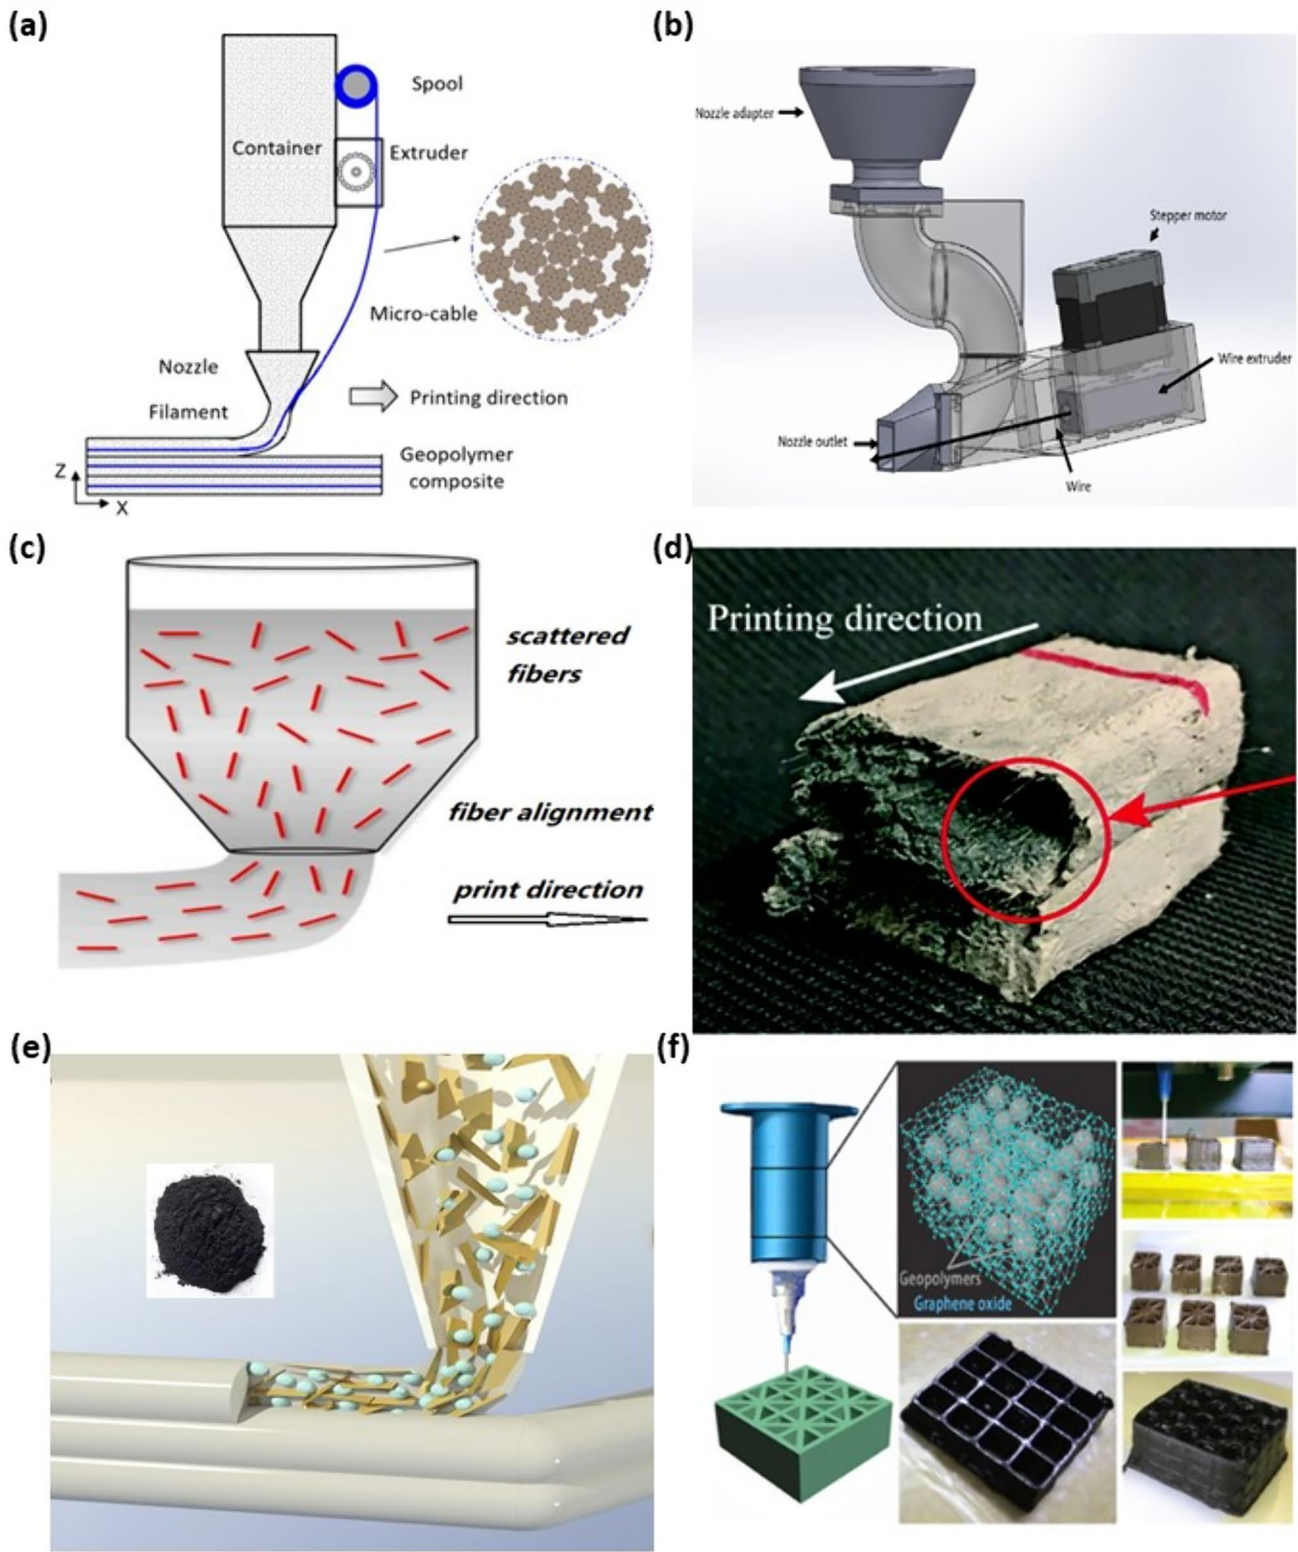 (a)
Spool
Container
Extruder
Micro-cable
Nozzle
Filament
Printing direction
Geopolymer
composite
Z
X
(b)
Nozzle adapter
Stepper motor
Wire extruder
Nozzle outlet
Wire
(c)
scattered
fibers
fiber alignment
print direction
(d)
Printing direction
(e)
(f)
Geopolymers
Graphene oxide